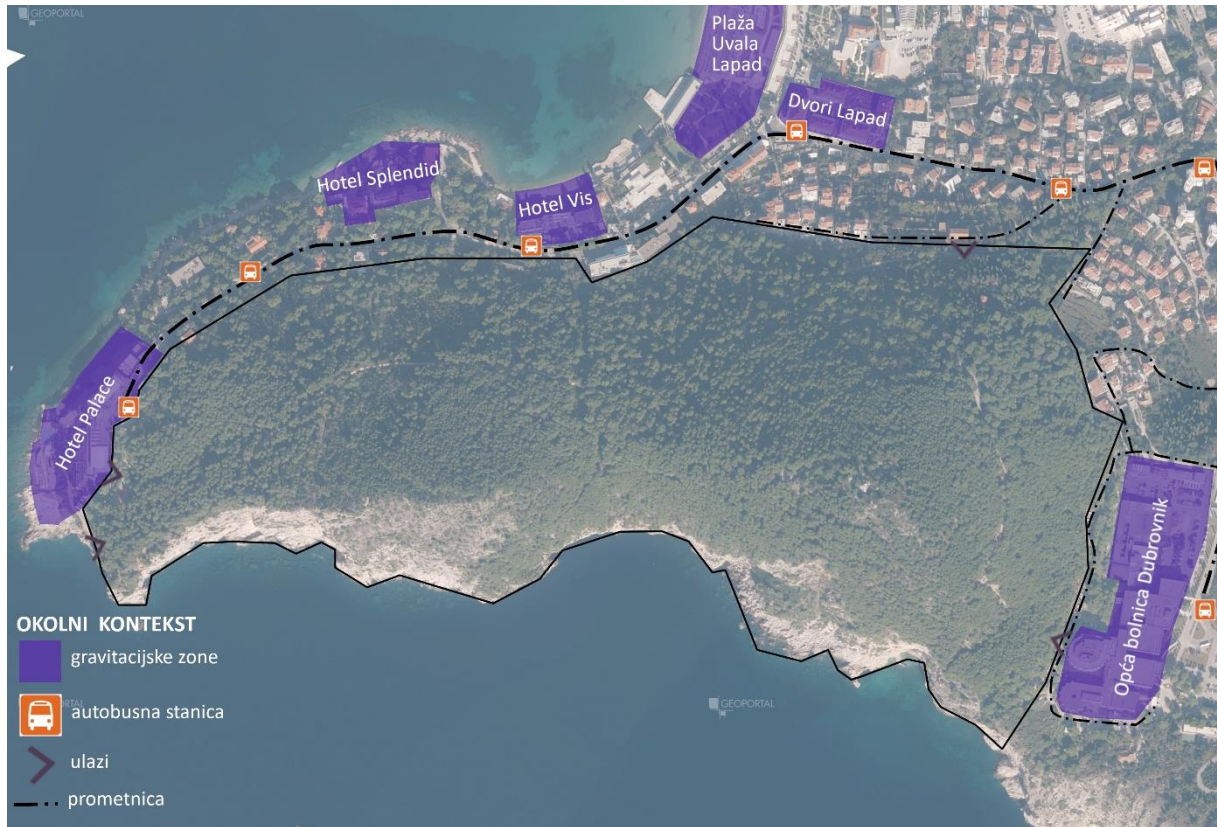 GEOPORTAL
Plaža
Uvala
Lapad
Dvori Lapad
Hotel Splendid
Hotel Vis
Hotel Palace
Opća bolnica Dubrovnik
OKOLNI KONTEKST
gravitacijske zone
autobusna stanica
ulazi
prometnica
GEOPORTAL